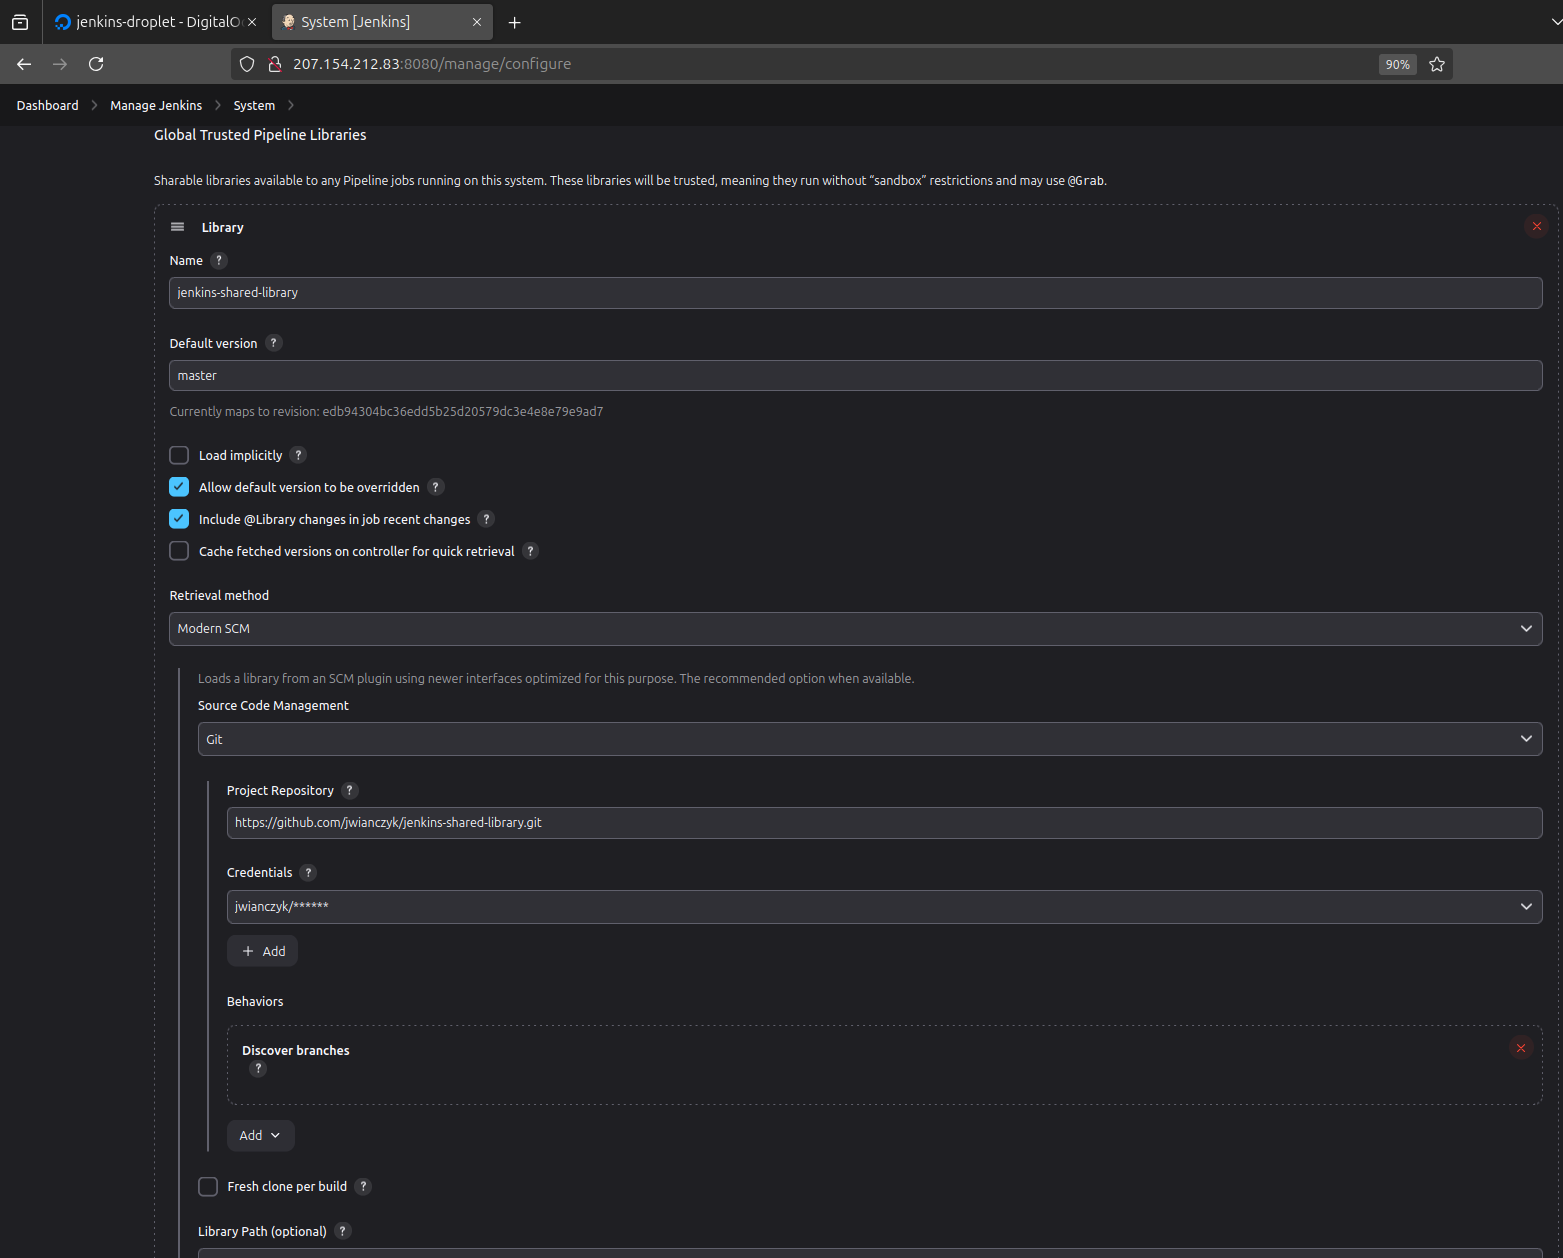 jenkins-droplet - DigitalO
System [Jenkins]
207.154.212.83:8080/manage/configure
90%
Dashboard
Manage Jenkins
System
Global Trusted Pipeline Libraries
Sharable libraries available to any Pipeline jobs running on this system. These libraries will be trusted, meaning they run without “sandbox” restrictions and may use @Grab.
Library
Name ?
jenkins-shared-library
Default version ?
master
Currently maps to revision: edb94304bc36edd5b25d20579dc3e4e8e79e9ad7
Load implicitly ?
Allow default version to be overridden ?
Include @Library changes in job recent changes ?
Cache fetched versions on controller for quick retrieval ?
Retrieval method
Modern SCM
Loads a library from an SCM plugin using newer interfaces optimized for this purpose. The recommended option when available.
Source Code Management
Git
Project Repository ?
https://github.com/jwianczyk/jenkins-shared-library.git
Credentials ?
jwianczyk/******
+ Add
Behaviors
Discover branches
?
Add
Fresh clone per build ?
Library Path (optional) ?